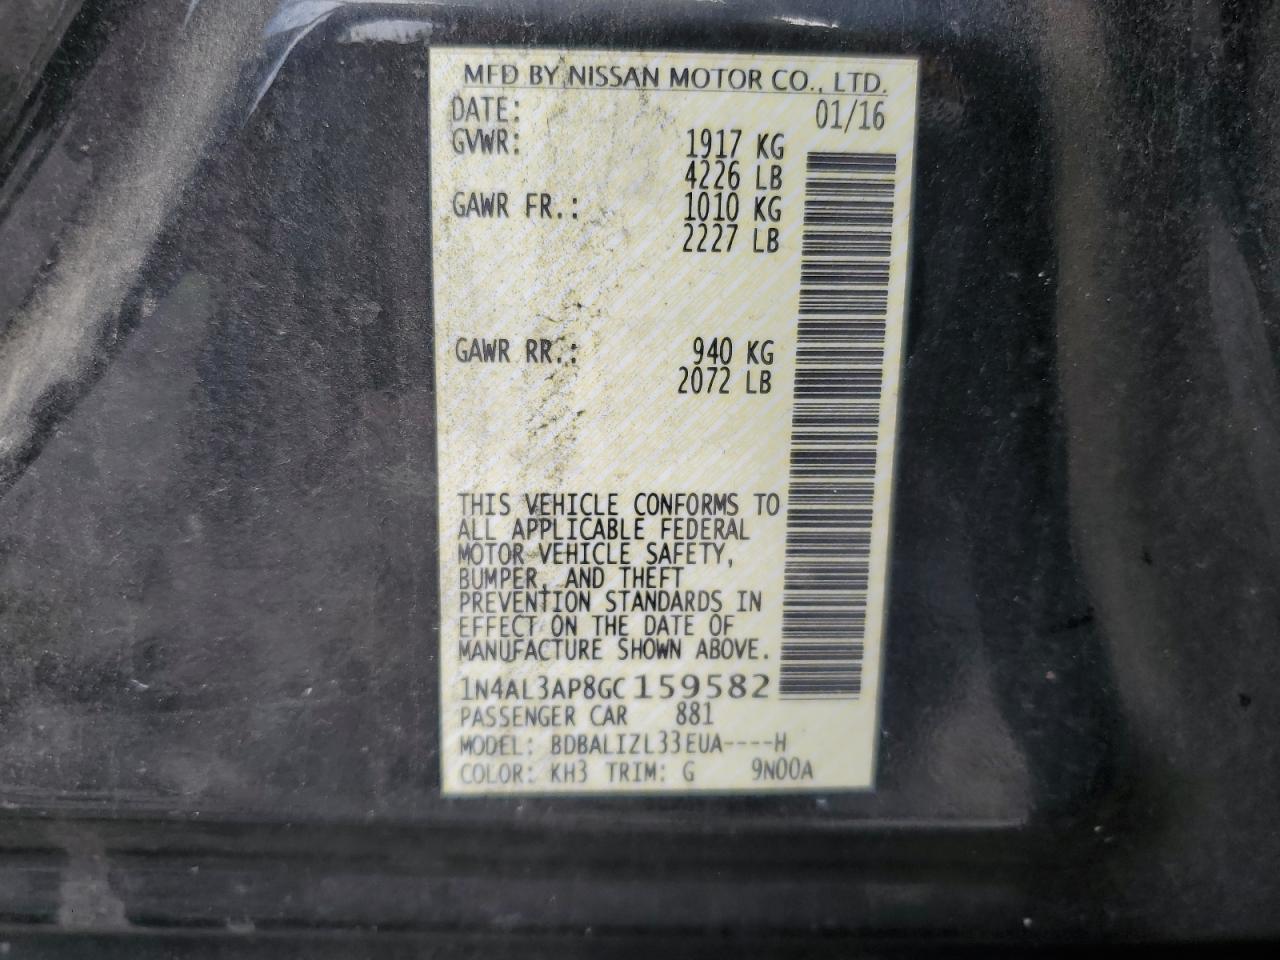 MFD BY NISSAN MOTOR CO., LTD.
DATE: 01/16
GVWR: 1917 KG
4226 LB
GAWR FR.: 1010 KG
2227 LB
GAWR RR.: 940 KG
2072 LB
THIS VEHICLE CONFORMS TO
ALL APPLICABLE FEDERAL
MOTOR VEHICLE SAFETY,
BUMPER, AND THEFT
PREVENTION STANDARDS IN
EFFECT ON THE DATE OF
MANUFACTURE SHOWN ABOVE.
1N4AL3AP8GC159582
PASSENGER CAR 881
MODEL: BDBALIZL33EUA----H
COLOR: KH3 TRIM: G 9N00A